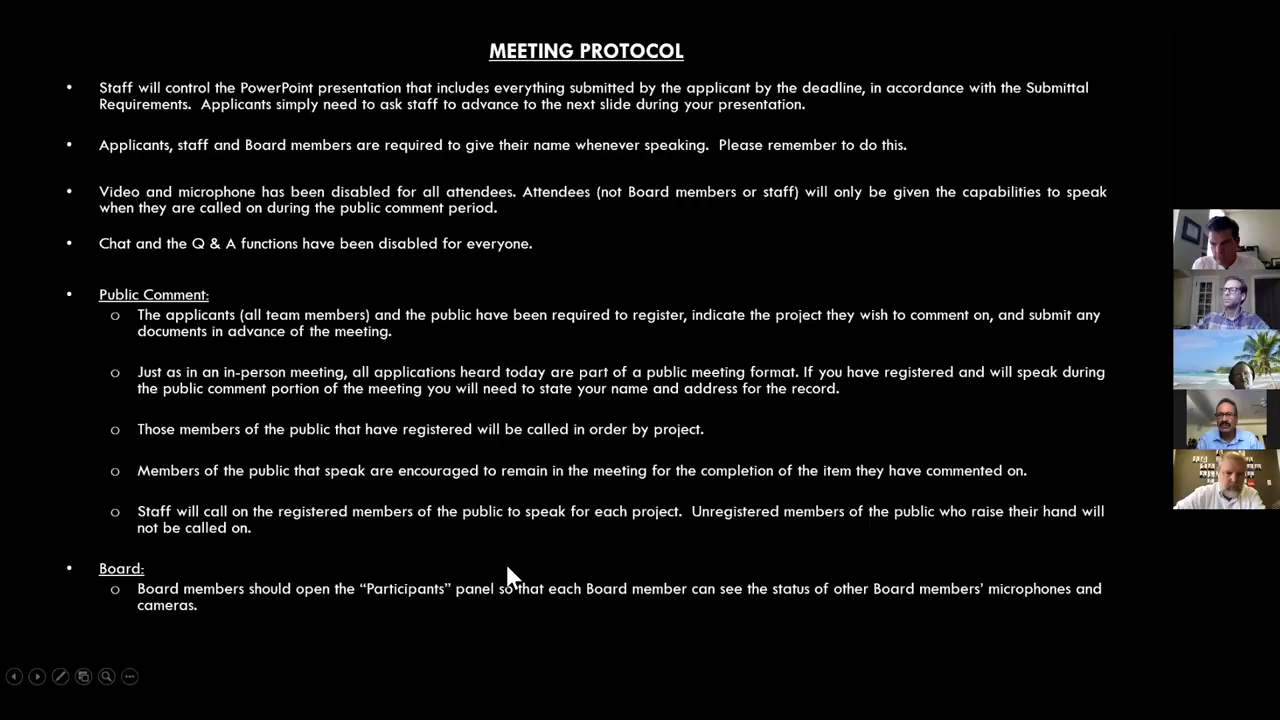 MEETING PROTOCOL
• Staff will control the PowerPoint presentation that includes everything submitted by the applicant by the deadline, in accordance with the Submittal
Requirements. Applicants simply need to ask staff to advance to the next slide during your presentation.
• Applicants, staff and Board members are required to give their name whenever speaking. Please remember to do this.
• Video and microphone has been disabled for all attendees. Attendees (not Board members or staff) will only be given the capabilities to speak
when they are called on during the public comment period.
• Chat and the Q & A functions have been disabled for everyone.
• Public Comment:
o The applicants (all team members) and the public have been required to register, indicate the project they wish to comment on, and submit any
documents in advance of the meeting.
o Just as in an in-person meeting, all applications heard today are part of a public meeting format. If you have registered and will speak during
the public comment portion of the meeting you will need to state your name and address for the record.
o Those members of the public that have registered will be called in order by project.
o Members of the public that speak are encouraged to remain in the meeting for the completion of the item they have commented on.
o Staff will call on the registered members of the public to speak for each project. Unregistered members of the public who raise their hand will
not be called on.
• Board:
o Board members should open the “Participants” panel so that each Board member can see the status of other Board members’ microphones and
cameras.